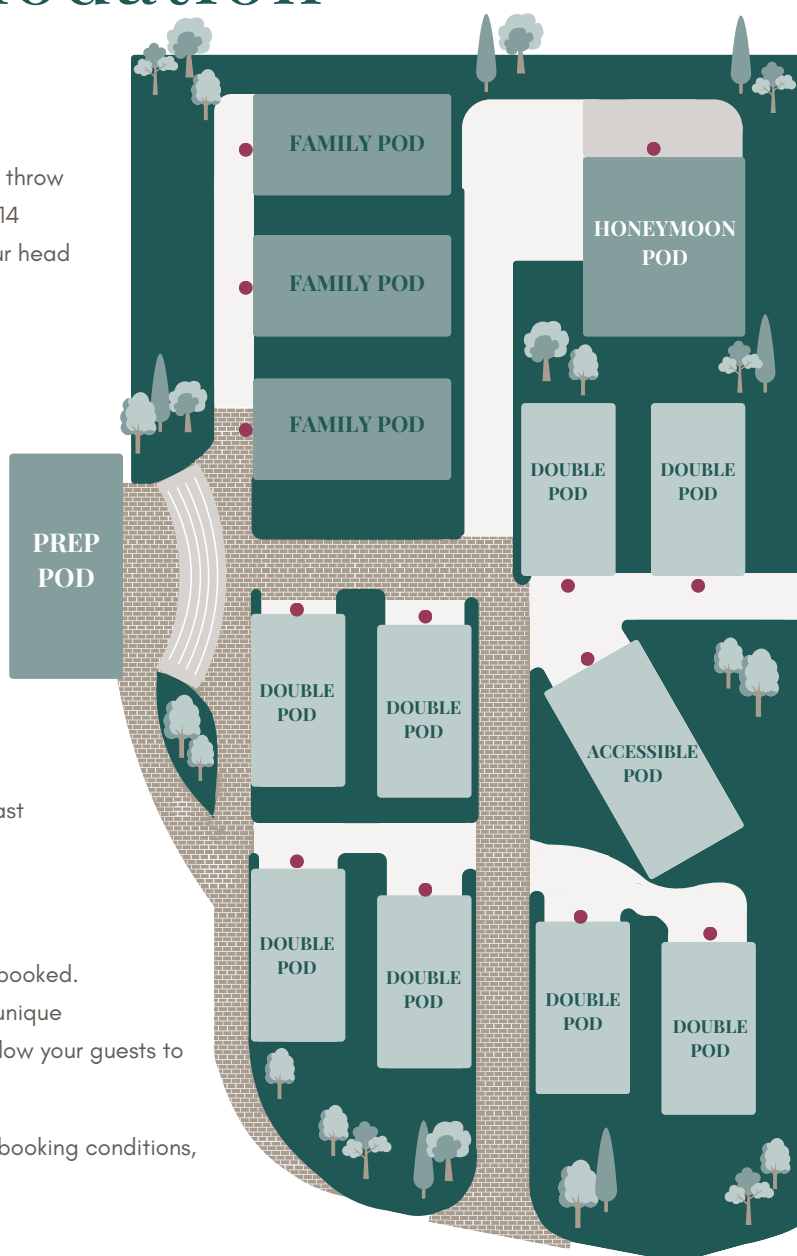 throw
14
ur head
ast
booked.
unique
low your guests to
booking conditions,
FAMILY POD
FAMILY POD
FAMILY POD
HONEYMOON
POD
DOUBLE
POD
DOUBLE
POD
PREP
POD
DOUBLE
POD
DOUBLE
POD
ACCESSIBLE
POD
DOUBLE
POD
DOUBLE
POD
DOUBLE
POD
DOUBLE
POD